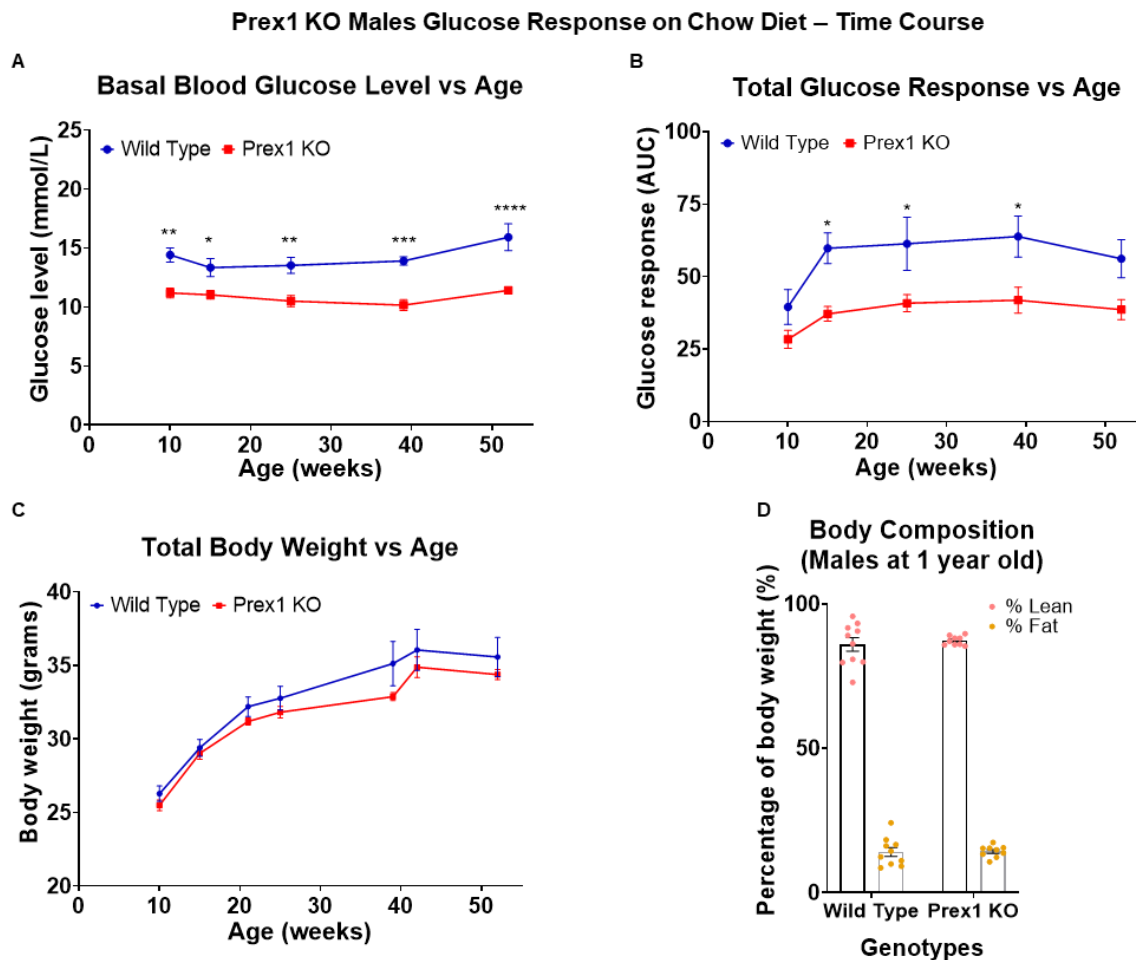 Prex1 KO Males Glucose Response on Chow Diet – Time Course
A
Basal Blood Glucose Level vs Age
Wild Type
Prex1 KO
Glucose level (mmol/L)
25
20
15
10
5
0
**
*
**
***
****
0
10
20
30
40
50
Age (weeks)
B
Total Glucose Response vs Age
Wild Type
Prex1 KO
Glucose response (AUC)
100
75
50
25
0
*
*
*
0
10
20
30
40
50
Age (weeks)
C
Total Body Weight vs Age
Wild Type
Prex1 KO
Body weight (grams)
40
35
30
25
20
0
10
20
30
40
50
Age (weeks)
D
Body Composition
(Males at 1 year old)
% Lean
% Fat
Percentage of body weight (%)
100
50
0
Wild Type
Prex1 KO
Genotypes